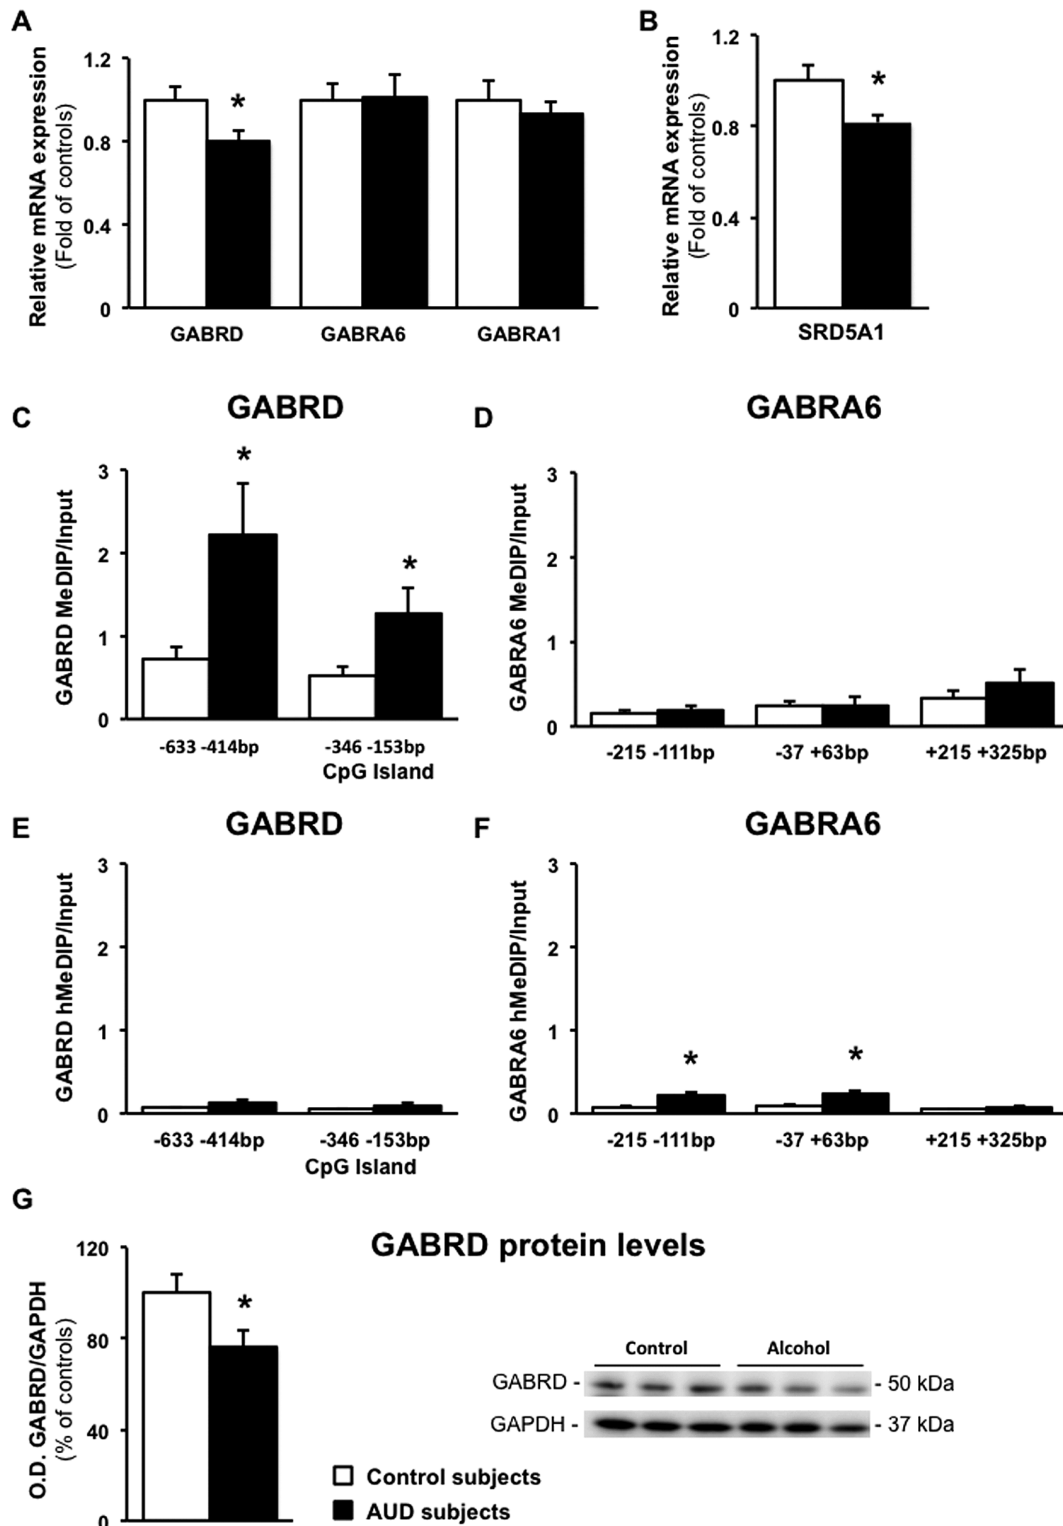 A
Relative mRNA expression
(Fold of controls)
1.2
0.8
0.4
0
*
GABRD
GABRA6
GABRA1
B
Relative mRNA expression
(Fold of controls)
1.2
0.8
0.4
0
*
SRD5A1
C
GABRD
GABRD MeDIP/Input
3
2
1
0
*
*
-633 -414bp
-346 -153bp
CpG Island
D
GABRA6
GABRA6 MeDIP/Input
3
2
1
0
-215 -111bp
-37 +63bp
+215 +325bp
E
GABRD
GABRD hMeDIP/Input
3
2
1
0
-633 -414bp
-346 -153bp
CpG Island
F
GABRA6
GABRA6 hMeDIP/Input
3
2
1
0
*
*
-215 -111bp
-37 +63bp
+215 +325bp
G
GABRD protein levels
O.D. GABRD/GAPDH
(% of controls)
120
80
40
0
*
Control
Alcohol
GABRD -
- 50 kDa
GAPDH -
- 37 kDa
Control subjects
AUD subjects